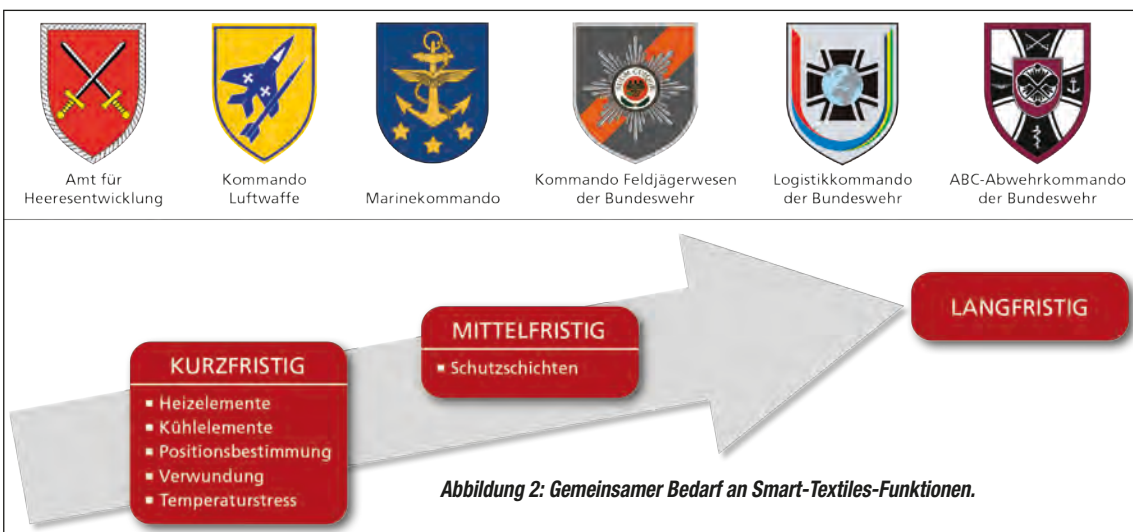 Amt für
Heeresentwicklung
Kommando
Luftwaffe
Marinekommando
Kommando Feldjägerwesen
der Bundeswehr
Logistikkommando
der Bundeswehr
ABC-Abwehrkommando
der Bundeswehr
KURZFRISTIG
▪ Heizelemente
▪ Kühlelemente
▪ Positionsbestimmung
▪ Verwundung
▪ Temperaturstress
MITTELFRISTIG
▪ Schutzschichten
LANGFRISTIG
Abbildung 2: Gemeinsamer Bedarf an Smart-Textiles-Funktionen.